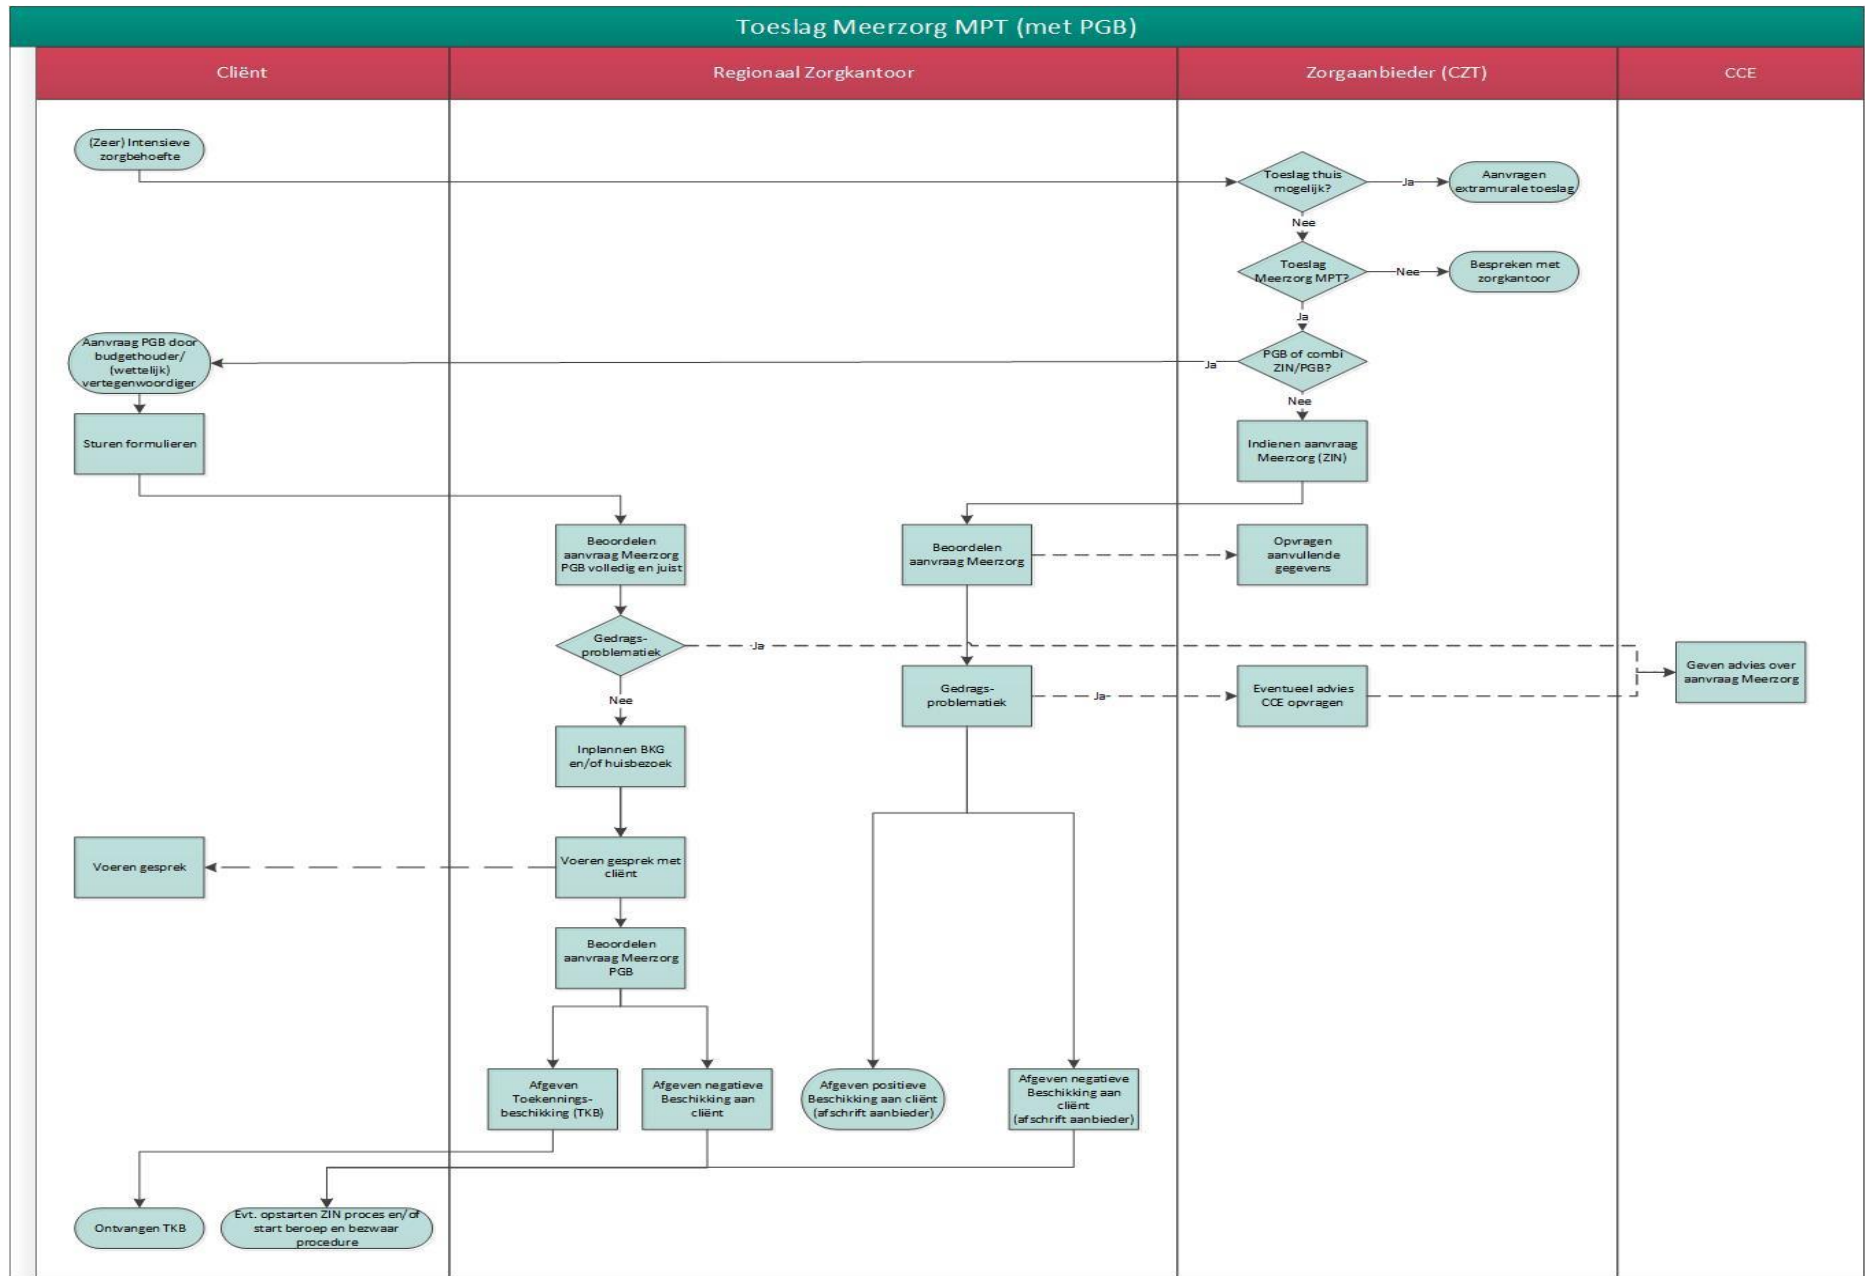 Toeslag Meerzorg MPT (met PGB)
Cliënt
Regionaal Zorgkantoor
Zorgaanbieder (CZT)
CCE
(Zeer) Intensieve
zorgbehoefte
Toeslag thuis
mogelijk?
Ja
Aanvragen
extramurale toeslag
Nee
Toeslag
Meerzorg MPT?
Nee
Bespreken met
zorgkantoor
Ja
Aanvraag PGB door
budgethouder/
(wettelijk)
vertegenwoordiger
Ja
PGB of combi
ZIN/PGB?
Nee
Sturen formulieren
Indienen aanvraag
Meerzorg (ZIN)
Beoordelen
aanvraag Meerzorg
PGB volledig en juist
Beoordelen
aanvraag Meerzorg
Opvragen
aanvullende
gegevens
Gedrags-
problematiek
Ja
Geven advies over
aanvraag Meerzorg
Nee
Gedrags-
problematiek
Ja
Eventueel advies
CCE opvragen
Inplannen BKG
en/of huisbezoek
Voeren gesprek
Voeren gesprek met
cliënt
Beoordelen
aanvraag Meerzorg
PGB
Afgeven
Toekennings-
beschikking (TKB)
Afgeven negatieve
Beschikking aan
cliënt
Afgeven positieve
Beschikking aan cliënt
(afschrift aanbieder)
Afgeven negatieve
Beschikking aan
cliënt
(afschrift aanbieder)
Ontvangen TKB
Evt. opstarten ZIN proces en/of
start beroep en bezwaar
procedure